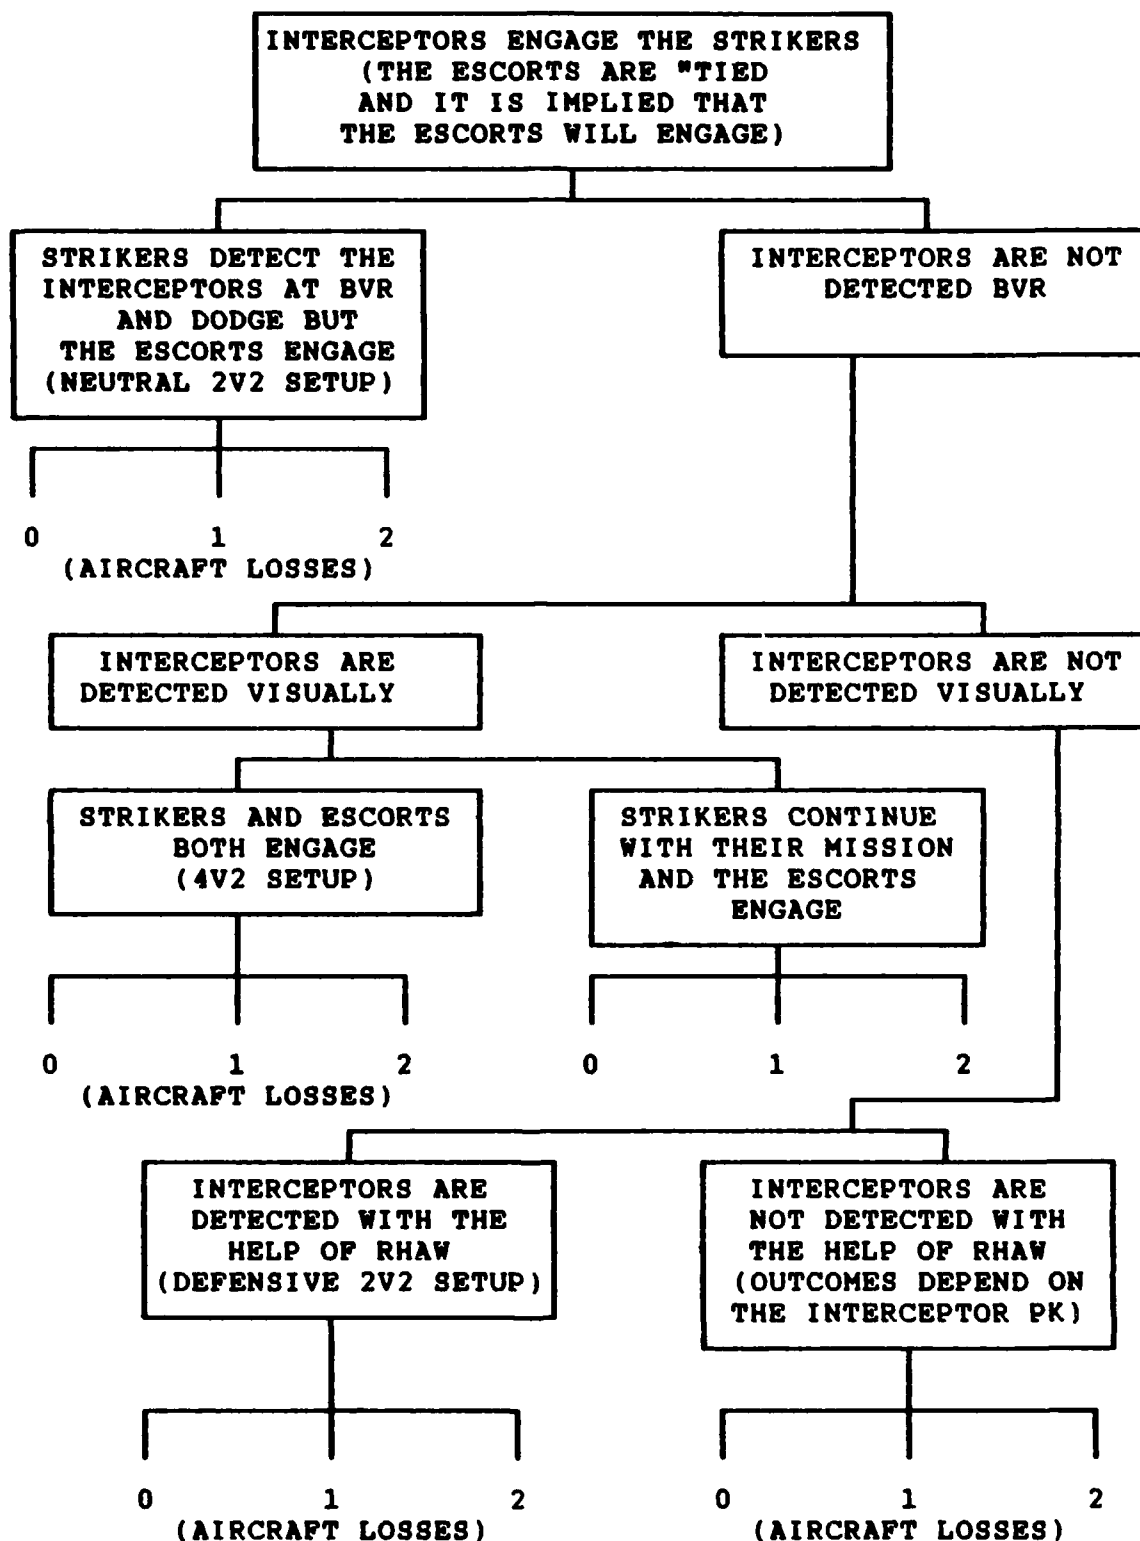 INTERCEPTORS ENGAGE THE STRIKERS
(THE ESCORTS ARE "TIED
AND IT IS IMPLIED THAT
THE ESCORTS WILL ENGAGE)
STRIKERS DETECT THE
INTERCEPTORS AT BVR
AND DODGE BUT
THE ESCORTS ENGAGE
(NEUTRAL 2V2 SETUP)
INTERCEPTORS ARE NOT
DETECTED BVR
0 1 2
(AIRCRAFT LOSSES)
INTERCEPTORS ARE
DETECTED VISUALLY
INTERCEPTORS ARE NOT
DETECTED VISUALLY
STRIKERS AND ESCORTS
BOTH ENGAGE
(4V2 SETUP)
STRIKERS CONTINUE
WITH THEIR MISSION
AND THE ESCORTS
ENGAGE
0 1 2
(AIRCRAFT LOSSES)
0 1 2
INTERCEPTORS ARE
DETECTED WITH THE
HELP OF RHAW
(DEFENSIVE 2V2 SETUP)
INTERCEPTORS ARE
NOT DETECTED WITH
THE HELP OF RHAW
(OUTCOMES DEPEND ON
THE INTERCEPTOR PK)
0 1 2
(AIRCRAFT LOSSES)
0 1 2
(AIRCRAFT LOSSES)